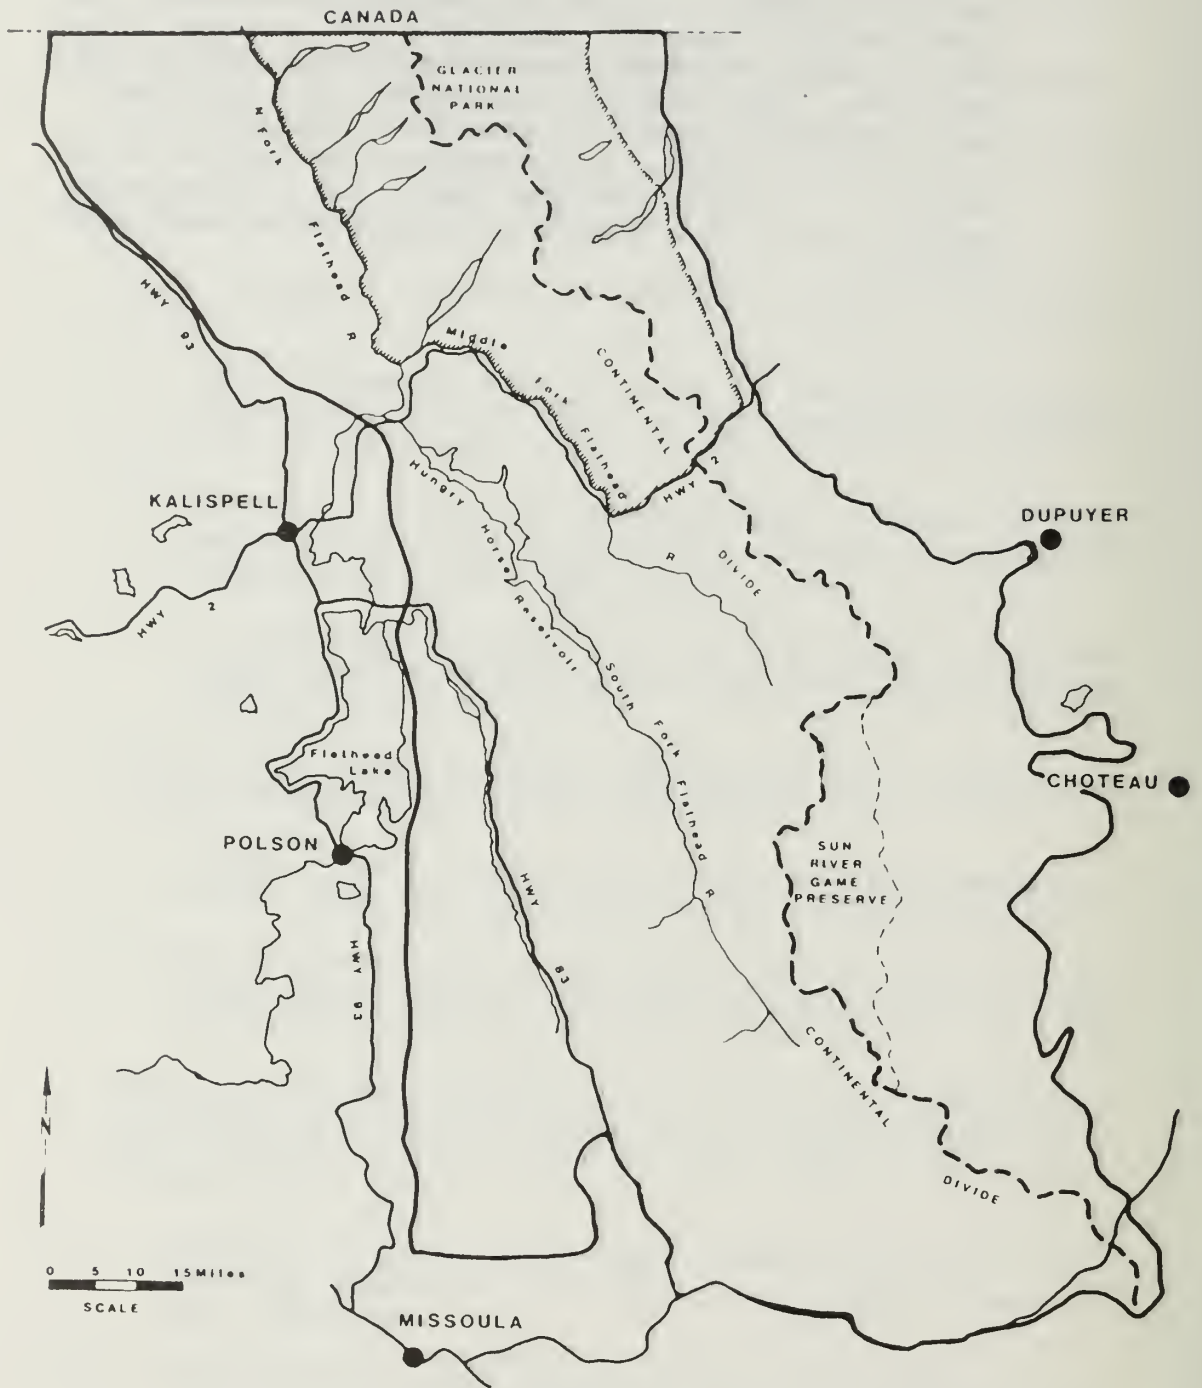 CANADA
GLACIER
NATIONAL
PARK
N Fork
Flathead R
HWY 93
Middle
Fork
Flathead
R
CONTINENTAL
DIVIDE
HWY 2
KALISPELL
Hungry
Horse
Reservoir
DUPUYER
HWY 2
South Fork Flathead R
Flathead
Lake
CHOTEAU
POLSON
SUN
RIVER
GAME
PRESERVE
HWY 93
HWY 83
CONTINENTAL
DIVIDE
N
0 5 10 15 Miles
SCALE
MISSOULA